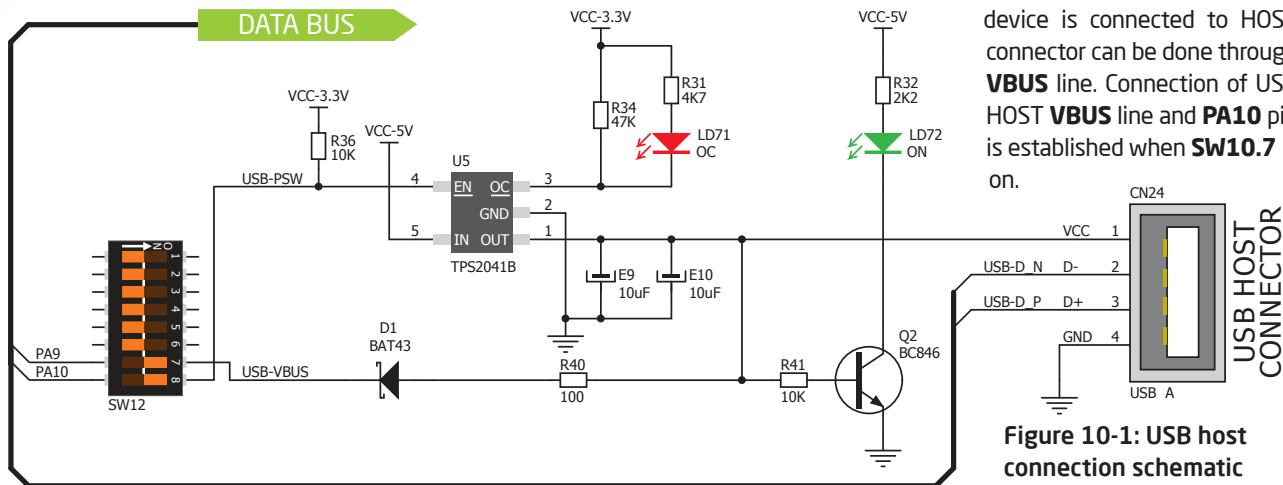 DATA BUS
device is connected to HOS
connector can be done throug
VBUS line. Connection of US
HOST VBUS line and PA10 pi
is established when SW10.7
on.
VCC-3.3V
VCC-5V
R31
4K7
R34
47K
LD71
OC
R32
2K2
LD72
ON
VCC-3.3V
R36
10K
VCC-5V
U5
USB-PSW
4
EN
OC
3
GND
2
5
IN
OUT
1
TPS2041B
E9
10uF
E10
10uF
CN24
VCC
1
USB-D_N
D-
2
USB-D_P
D+
3
GND
4
USB A
USB HOST
CONNECTOR
ON
1
2
3
4
5
6
7
8
PA9
PA10
SW12
USB-VBUS
D1
BAT43
R40
100
R41
10K
Q2
BC846
Figure 10-1: USB host
connection schematic